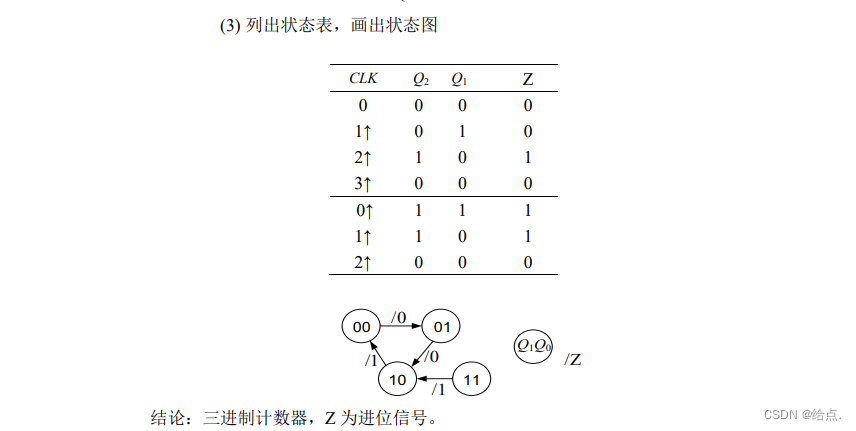 (3) 列出状态表，画出状态图
CLK Q2 Q1 Z
0 0 0 0
1↑ 0 1 0
2↑ 1 0 1
3↑ 0 0 0
0↑ 1 1 1
1↑ 1 0 1
2↑ 0 0 0
00 /0 01
/1 /0
10 /1 11
Q1Q0 /Z
结论：三进制计数器，Z 为进位信号。
CSDN @给点.